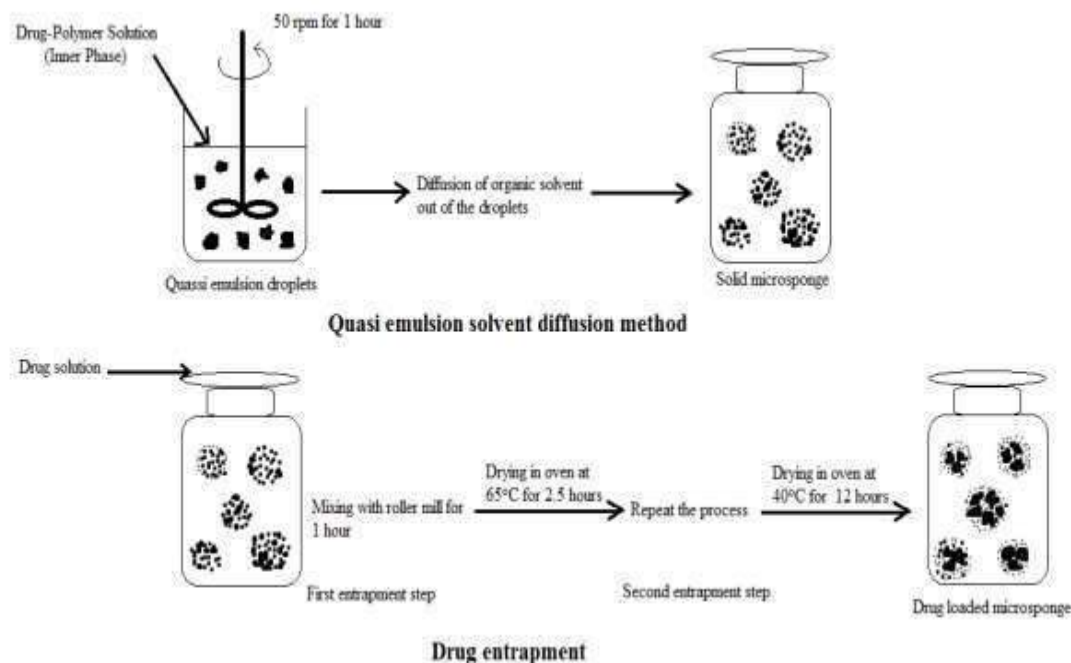 50 rpm for 1 hour
Drug-Polymer Solution
(Inner Phase)
Diffusion of organic solvent
out of the droplets
Quassi emulsion droplets
Solid microsponge
Quasi emulsion solvent diffusion method
Drug solution
Mixing with roller mill for
1 hour
Drying in oven at
65°C for 2.5 hours
Repeat the process
Drying in oven at
40°C for 12 hours
First entrapment step
Second entrapment step
Drug loaded microsponge
Drug entrapment